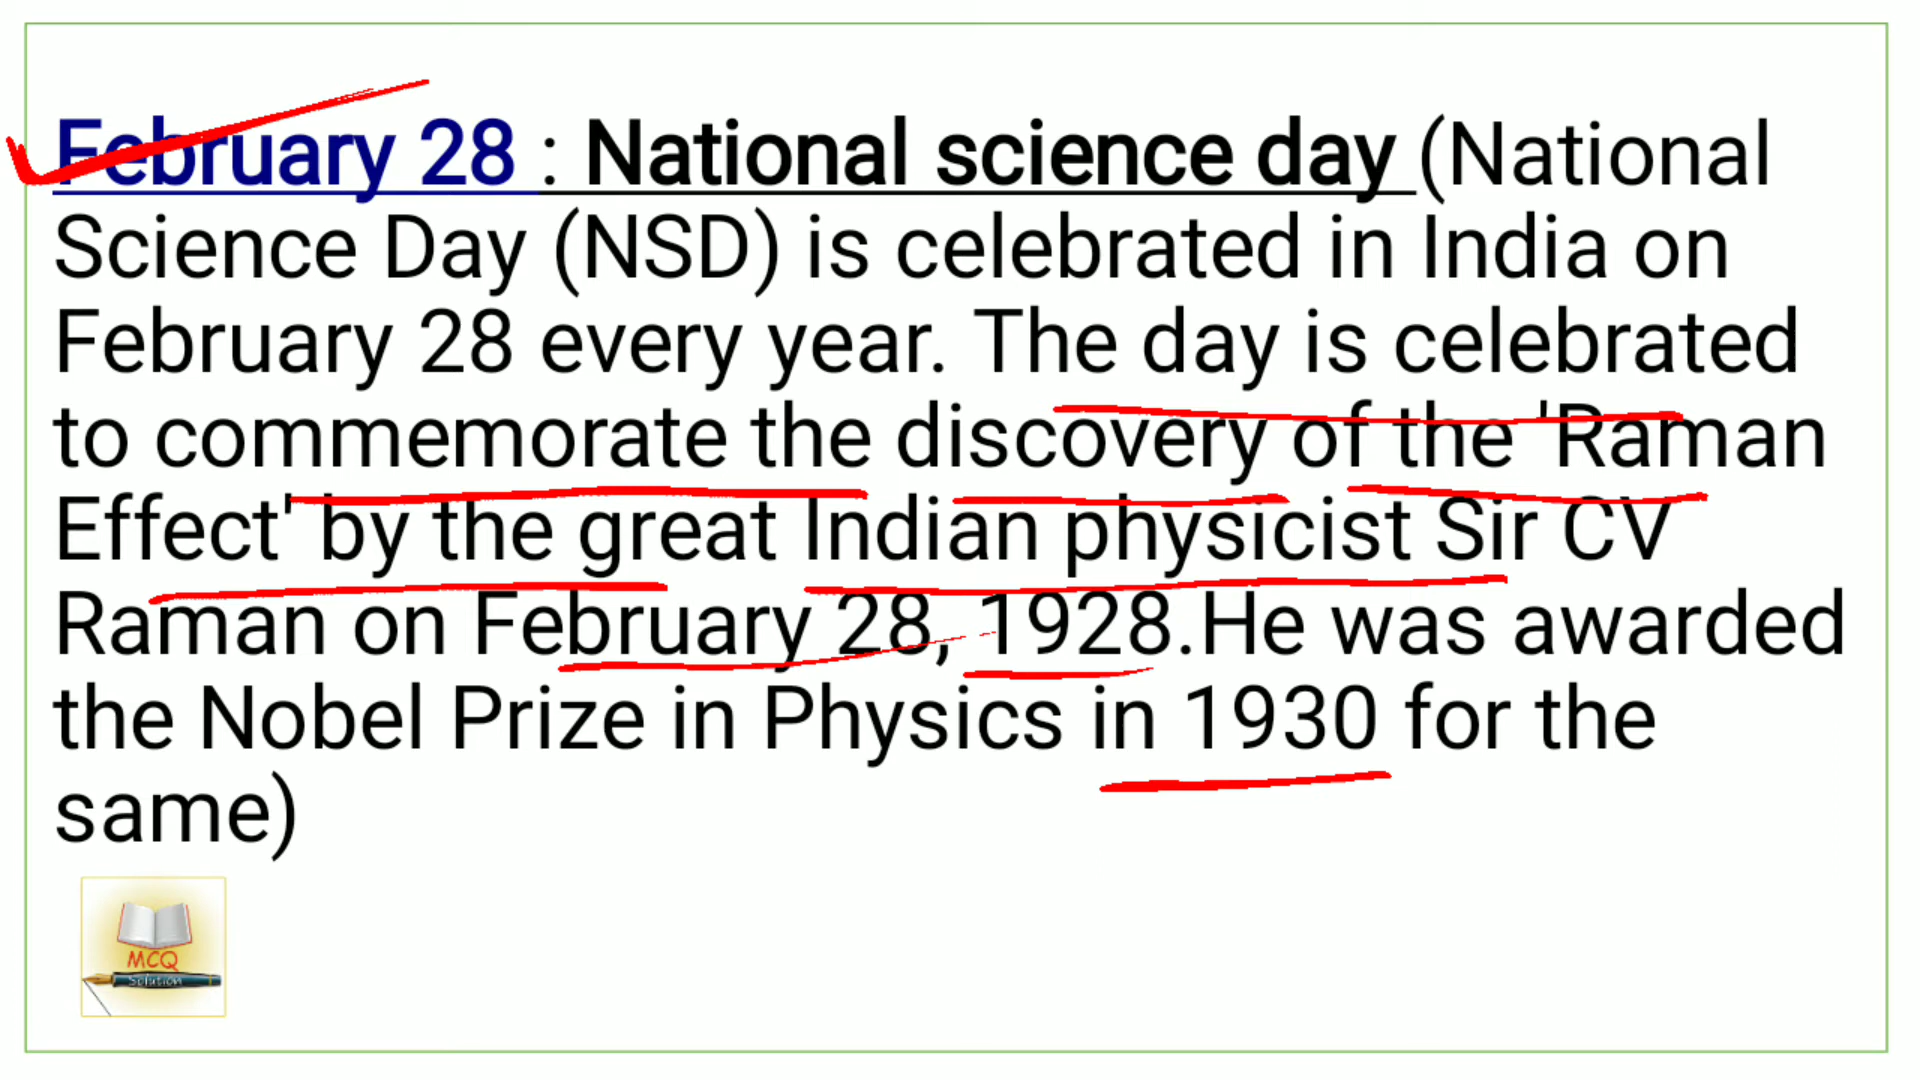 February 28 : National science day (National
Science Day (NSD) is celebrated in India on
February 28 every year. The day is celebrated
to commemorate the discovery of the 'Raman
Effect' by the great Indian physicist Sir CV
Raman on February 28, 1928.He was awarded
the Nobel Prize in Physics in 1930 for the
same)
MCQ
Solution